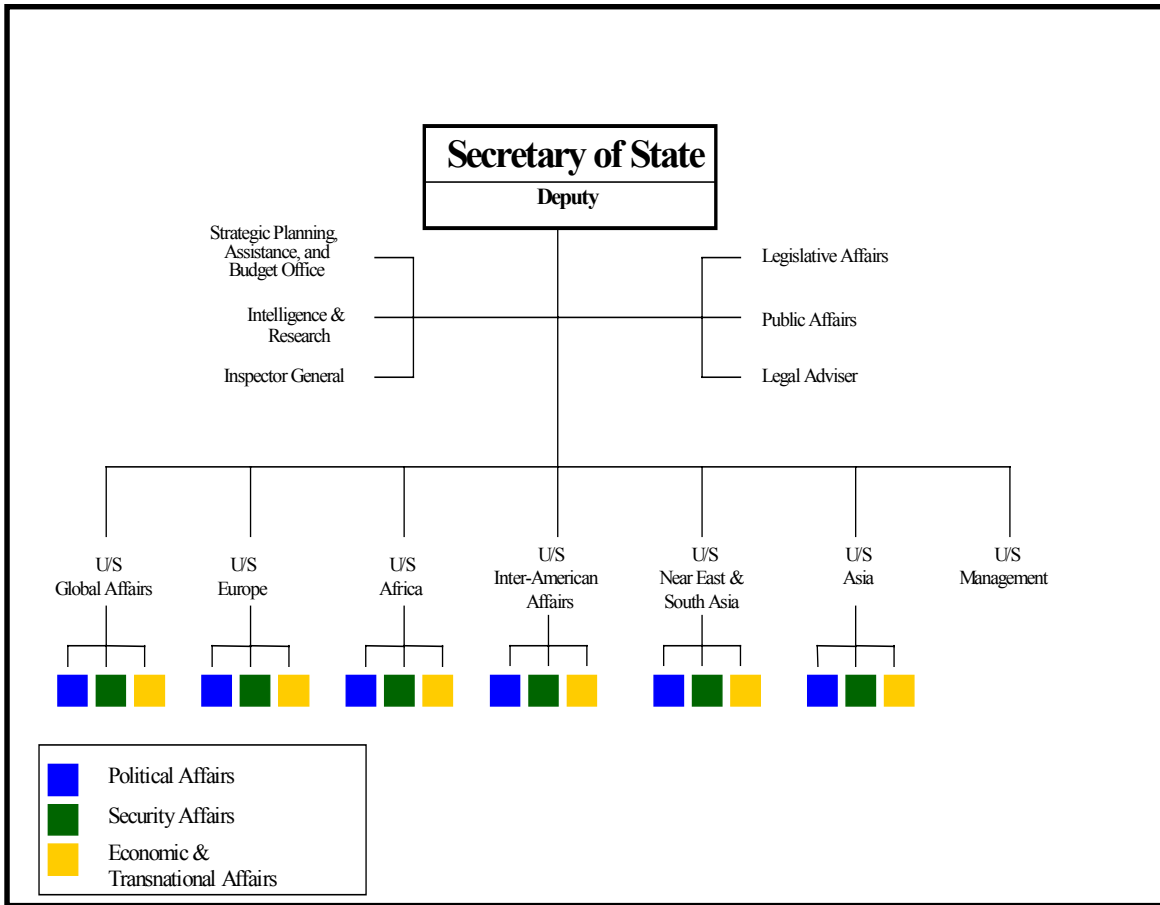 Secretary of State
Deputy
Strategic Planning,
Assistance, and
Budget Office
Legislative Affairs
Intelligence &
Research
Public Affairs
Inspector General
Legal Adviser
U/S
Global Affairs
U/S
Europe
U/S
Africa
U/S
Inter-American
Affairs
U/S
Near East &
South Asia
U/S
Asia
U/S
Management
Political Affairs
Security Affairs
Economic &
Transnational Affairs